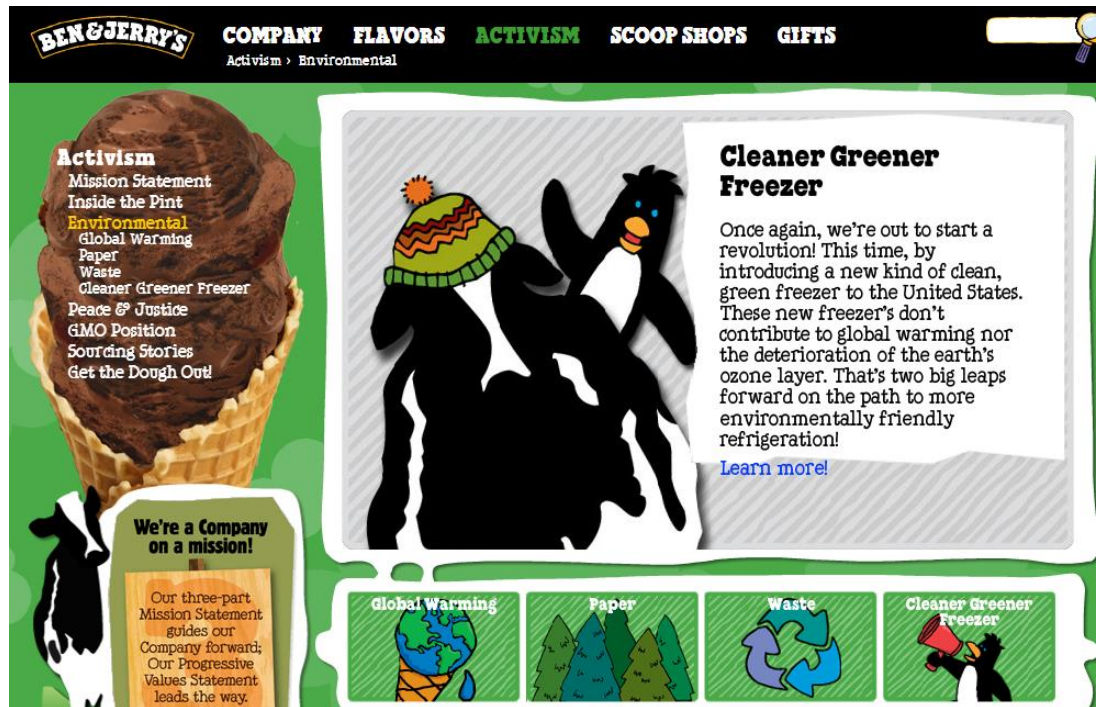 BEN & JERRY'S
COMPANY FLAVORS ACTIVISM SCOOP SHOPS GIFTS
Activism › Environmental
Activism
Mission Statement
Inside the Pint
Environmental
Global Warming
Paper
Waste
Cleaner Greener Freezer
Peace & Justice
GMO Position
Sourcing Stories
Get the Dough Out!
Cleaner Greener
Freezer
Once again, we're out to start a
revolution! This time, by
introducing a new kind of clean,
green freezer to the United States.
These new freezer's don't
contribute to global warming nor
the deterioration of the earth's
ozone layer. That's two big leaps
forward on the path to more
environmentally friendly
refrigeration!
Learn more!
We're a Company
on a mission!
Our three-part
Mission Statement
guides our
Company forward;
Our Progressive
Values Statement
leads the way.
Global Warming
Paper
Waste
Cleaner Greener
Freezer